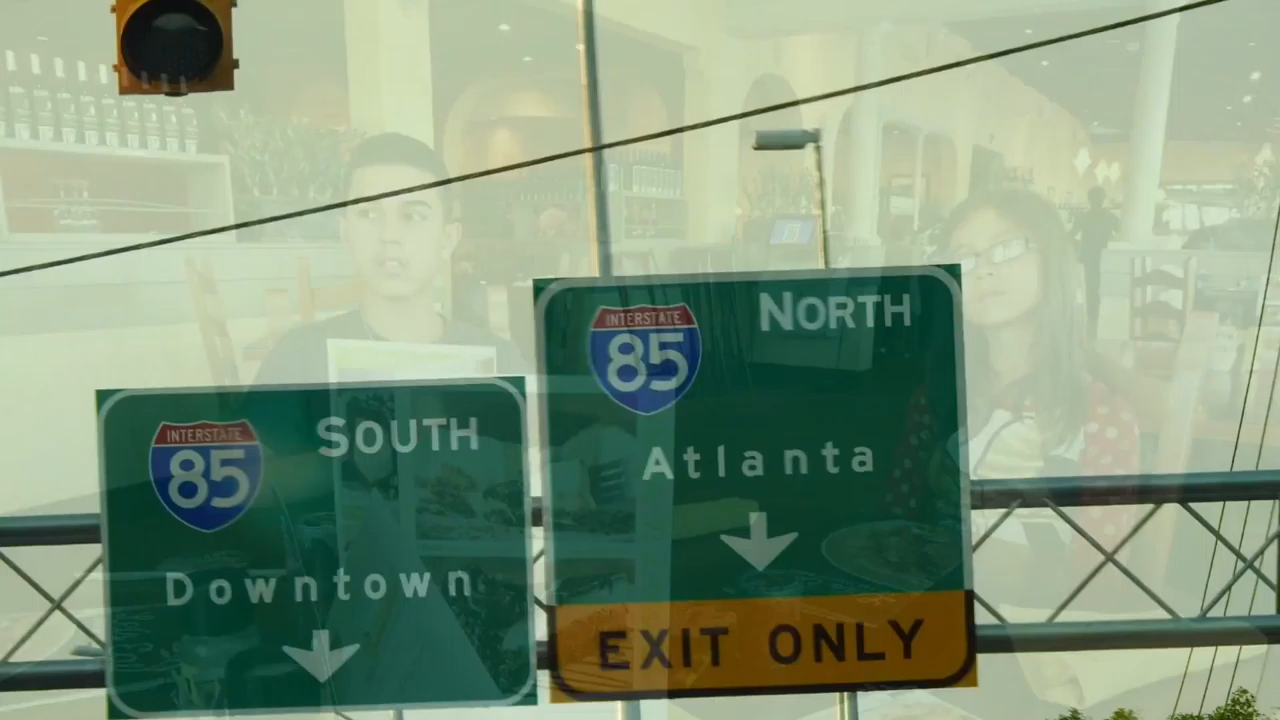 INTERSTATE
85
SOUTH
Downtown
INTERSTATE
85
NORTH
Atlanta
EXIT ONLY